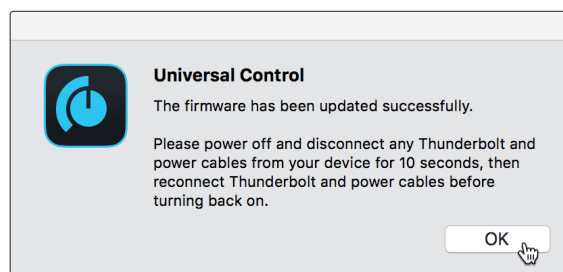 Universal Control
The firmware has been updated successfully.
Please power off and disconnect any Thunderbolt and
power cables from your device for 10 seconds, then
reconnect Thunderbolt and power cables before
turning back on.
OK